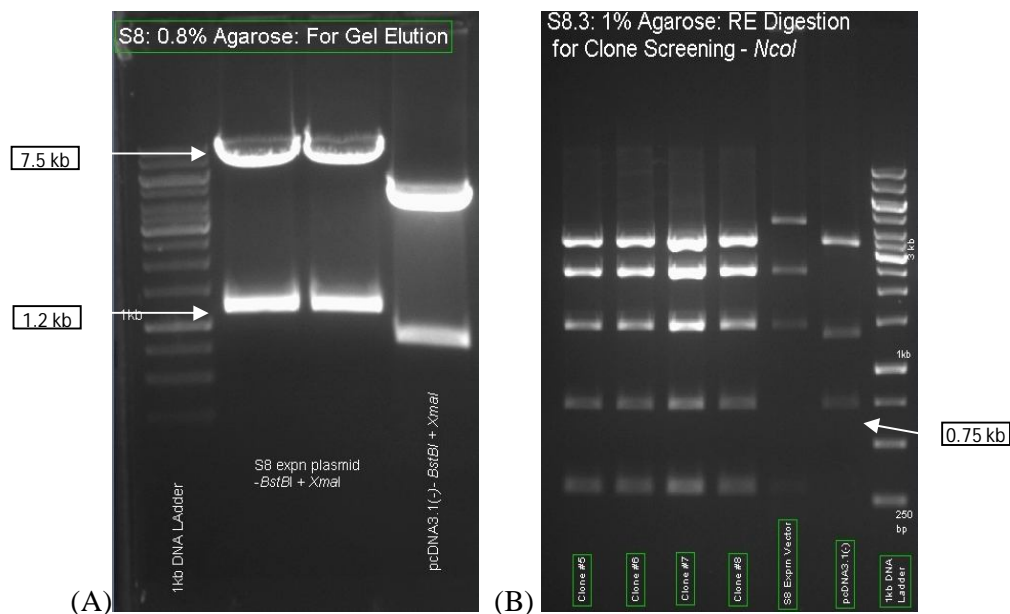 S8: 0.8% Agarose: For Gel Elution
7.5 kb
1.2 kb
1kb
1kb DNA LAdder
S8 expn plasmid
-BstBI + XmaI
pcDNA3.1(-)- BstBI + XmaI
(A)
S8.3: 1% Agarose: RE Digestion
for Clone Screening - NcoI
3 kb
1kb
0.75 kb
250
bp
Clone #5
Clone #6
Clone #7
Clone #8
S8 Exprn Vector
pcDNA3.1(-)
1kb DNA
Ladder
(B)